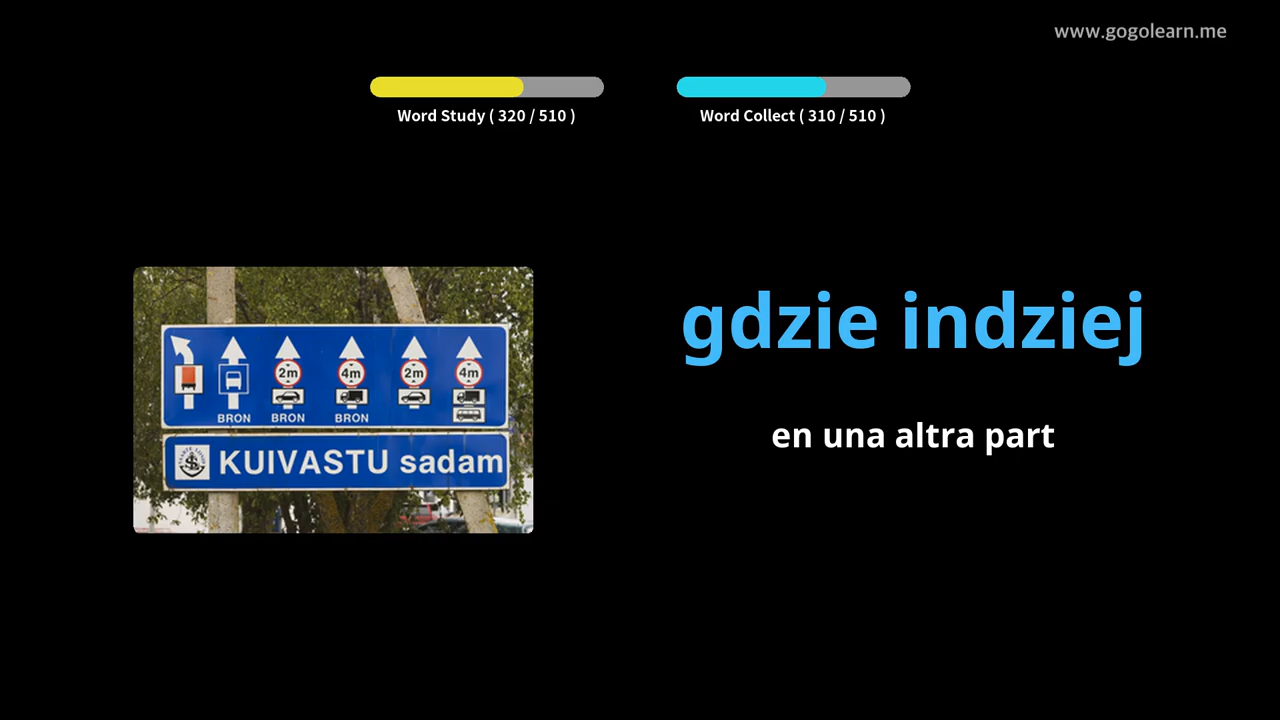 www.gogolearn.me
Word Study ( 320 / 510 )
Word Collect ( 310 / 510 )
gdzie indziej
en una altra part
2m 4m 2m 4m
BRON BRON BRON
KUIVASTU sadam